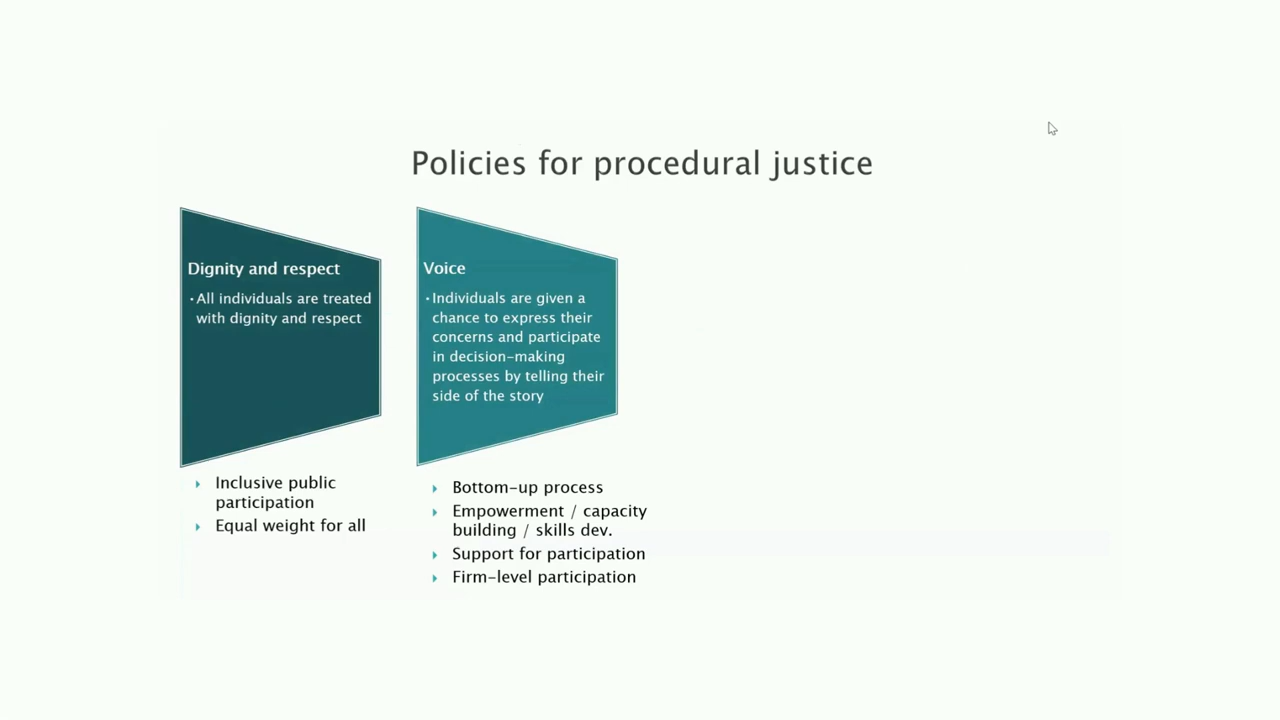 Policies for procedural justice
Dignity and respect
•All individuals are treated
with dignity and respect
Inclusive public
participation
Equal weight for all
Voice
•Individuals are given a
chance to express their
concerns and participate
in decision-making
processes by telling their
side of the story
Bottom-up process
Empowerment / capacity
building / skills dev.
Support for participation
Firm-level participation